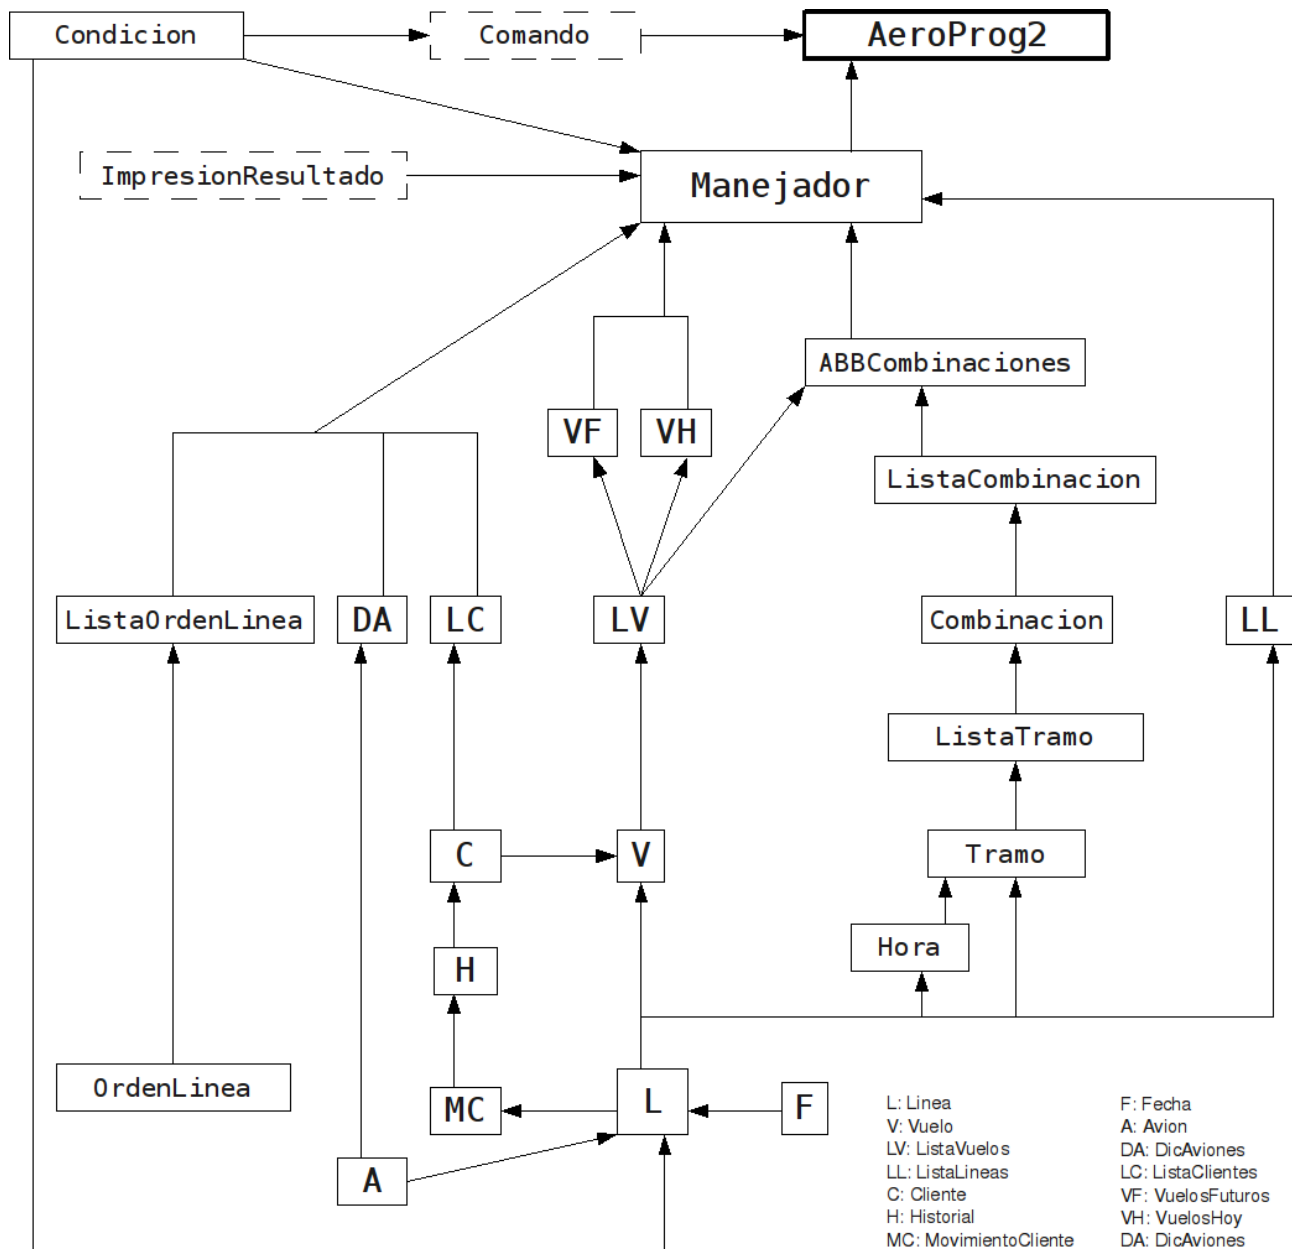 Condicion
Comando
AeroProg2
ImpresionResultado
Manejador
ABBCombinaciones
VF
VH
ListaCombinacion
ListaOrdenLinea
DA
LC
LV
Combinacion
LL
ListaTramo
C
V
Tramo
Hora
H
OrdenLinea
MC
L
F
A
L: Linea
V: Vuelo
LV: ListaVuelos
LL: ListaLineas
C: Cliente
H: Historial
MC: MovimientoCliente
F: Fecha
A: Avion
DA: DicAviones
LC: ListaClientes
VF: VuelosFuturos
VH: VuelosHoy
DA: DicAviones